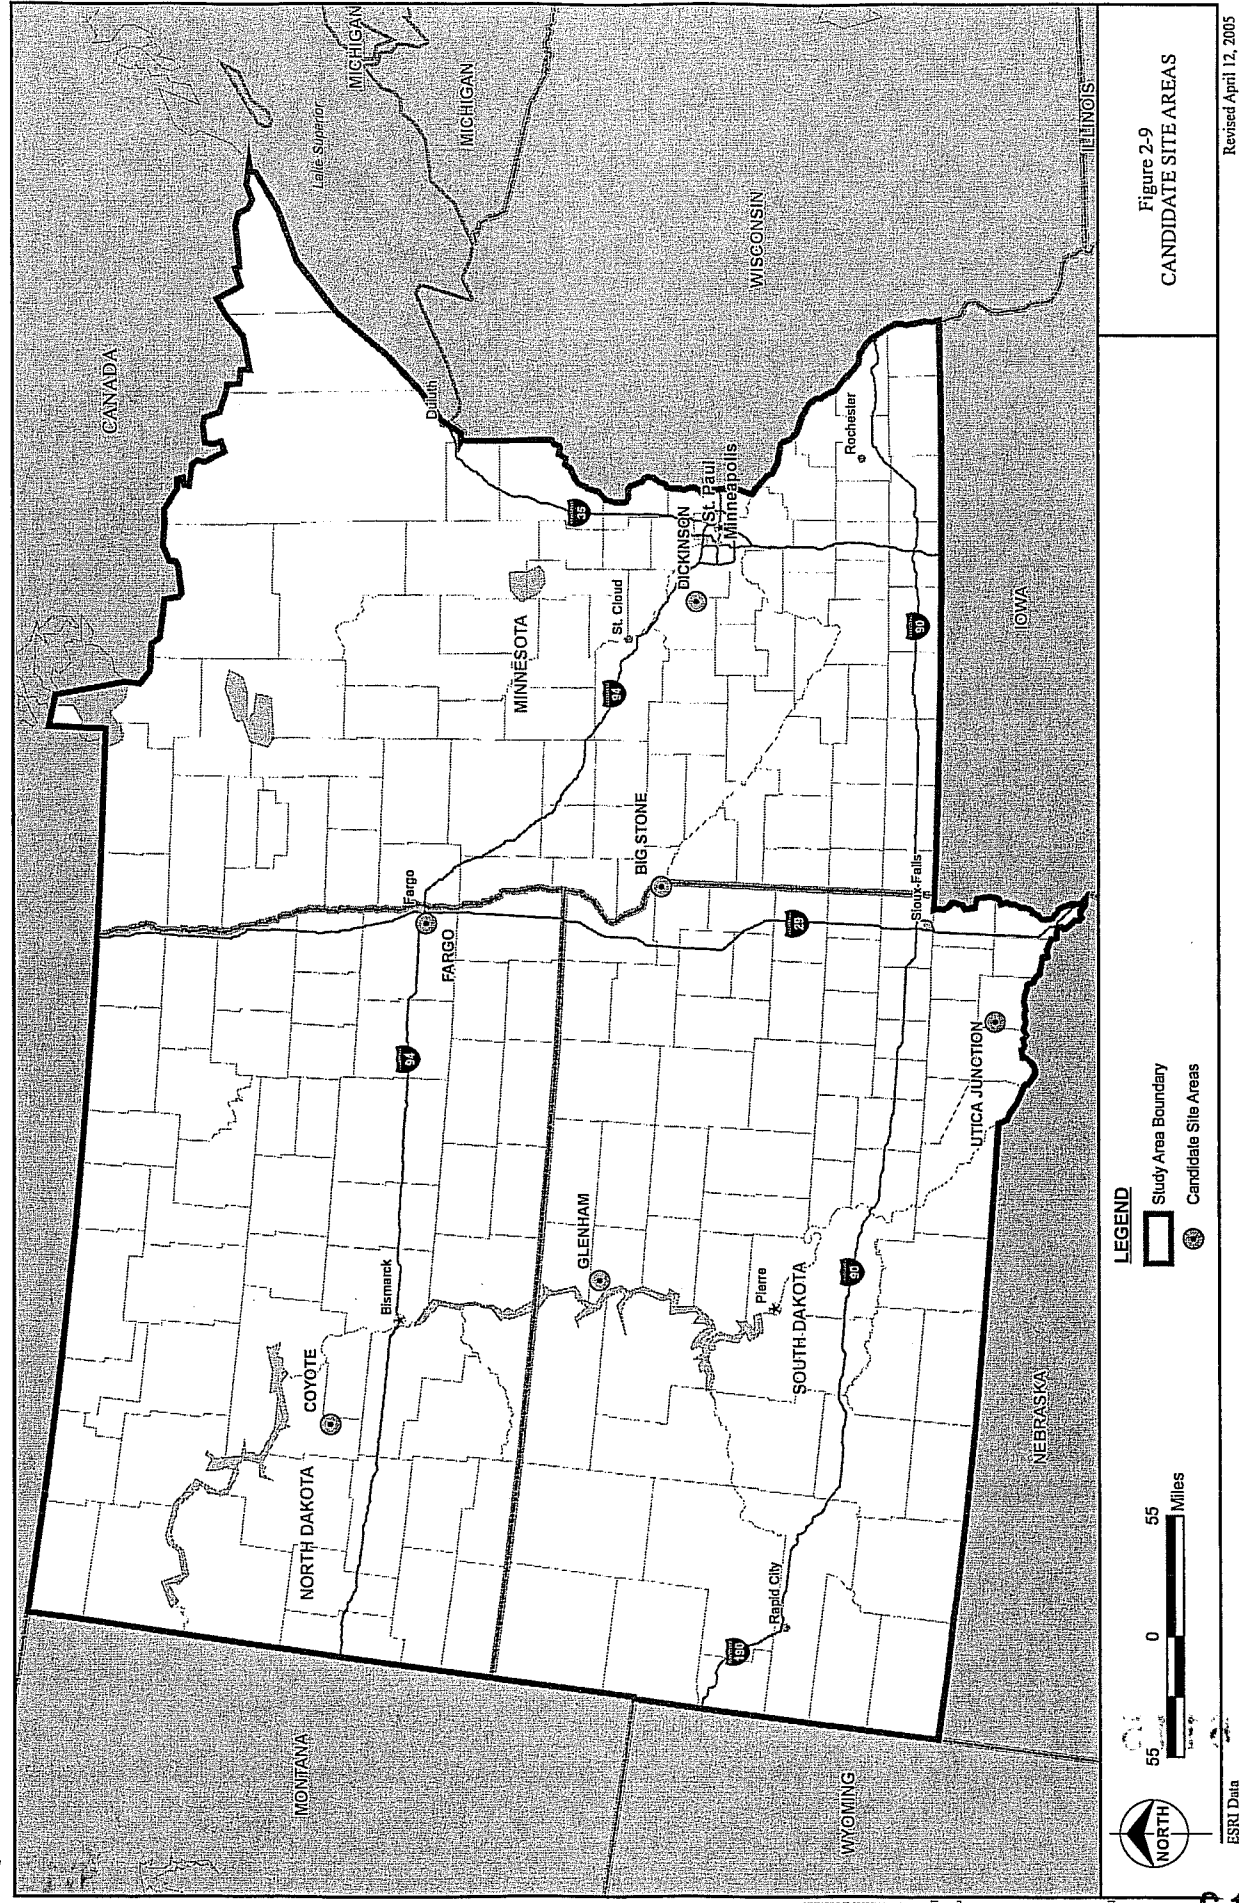 CANADA
Lake Superior
MICHIGAN
MICHIGAN
MONTANA
NORTH DAKOTA
COYOTE
Bismarck
94
FARGO
Fargo
MINNESOTA
Duluth
35
94
St. Cloud
DICKINSON
St. Paul
Minneapolis
WISCONSIN
GLENHAM
BIG STONE
Pierre
SOUTH DAKOTA
29
Rochester
Rapid City
190
90
Sioux Falls
90
WYOMING
UTICA JUNCTION
NEBRASKA
IOWA
ILLINOIS
NORTH
55
0
55
Miles
LEGEND
Study Area Boundary
Candidate Site Areas
Figure 2-9
CANDIDATE SITE AREAS
ESRI Data
Revised April 12, 2005